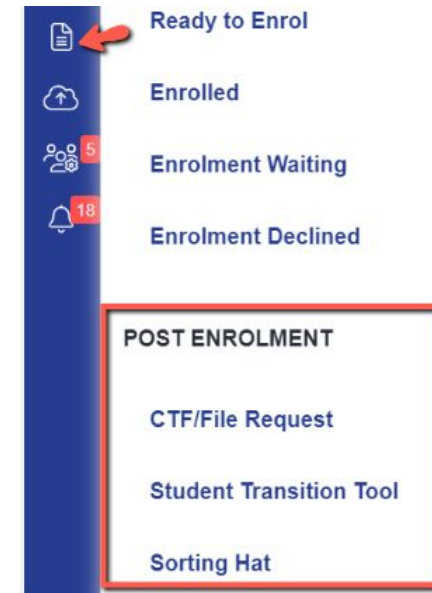 Ready to Enrol
Enrolled
5
Enrolment Waiting
18
Enrolment Declined
POST ENROLMENT
CTF/File Request
Student Transition Tool
Sorting Hat